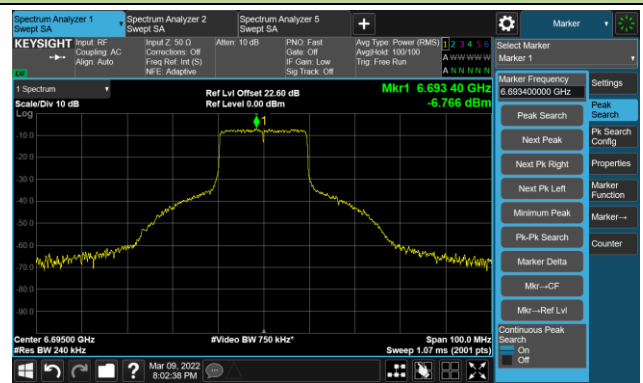 Spectrum Analyzer 1
Swept SA
Spectrum Analyzer 2
Swept SA
Spectrum Analyzer 5
Swept SA
Marker
KEYSIGHT
Input: RF
Coupling: AC
Align: Auto
Input Z: 50 Ω
Corrections: Off
Freq Ref: Int (S)
NFE: Adaptive
Atten: 10 dB
PNO: Fast
Gate: Off
IF Gain: Low
Sig Track: Off
Avg Type: Power (RMS)
Avg|Hold: 100/100
Trig: Free Run
1 2 3 4 5 6
A W W W W W
A N N N N N
Select Marker
Marker 1
1 Spectrum
Scale/Div 10 dB
Log
Ref Lvl Offset 22.60 dB
Ref Level 0.00 dBm
Mkr1 6.693 40 GHz
-6.766 dBm
1
-10.0
-20.0
-30.0
-40.0
-50.0
-60.0
-70.0
-80.0
-90.0
Center 6.69500 GHz
#Res BW 240 kHz
#Video BW 750 kHz*
Span 100.0 MHz
Sweep 1.07 ms (2001 pts)
Marker Frequency
6.693400000 GHz
Peak Search
Next Peak
Next Pk Right
Next Pk Left
Minimum Peak
Pk-Pk Search
Marker Delta
Mkr→CF
Mkr→Ref Lvl
Continuous Peak
Search
On
Off
Settings
Peak
Search
Pk Search
Config
Properties
Marker
Function
Marker→
Counter
?
Mar 09, 2022
8:02:38 PM